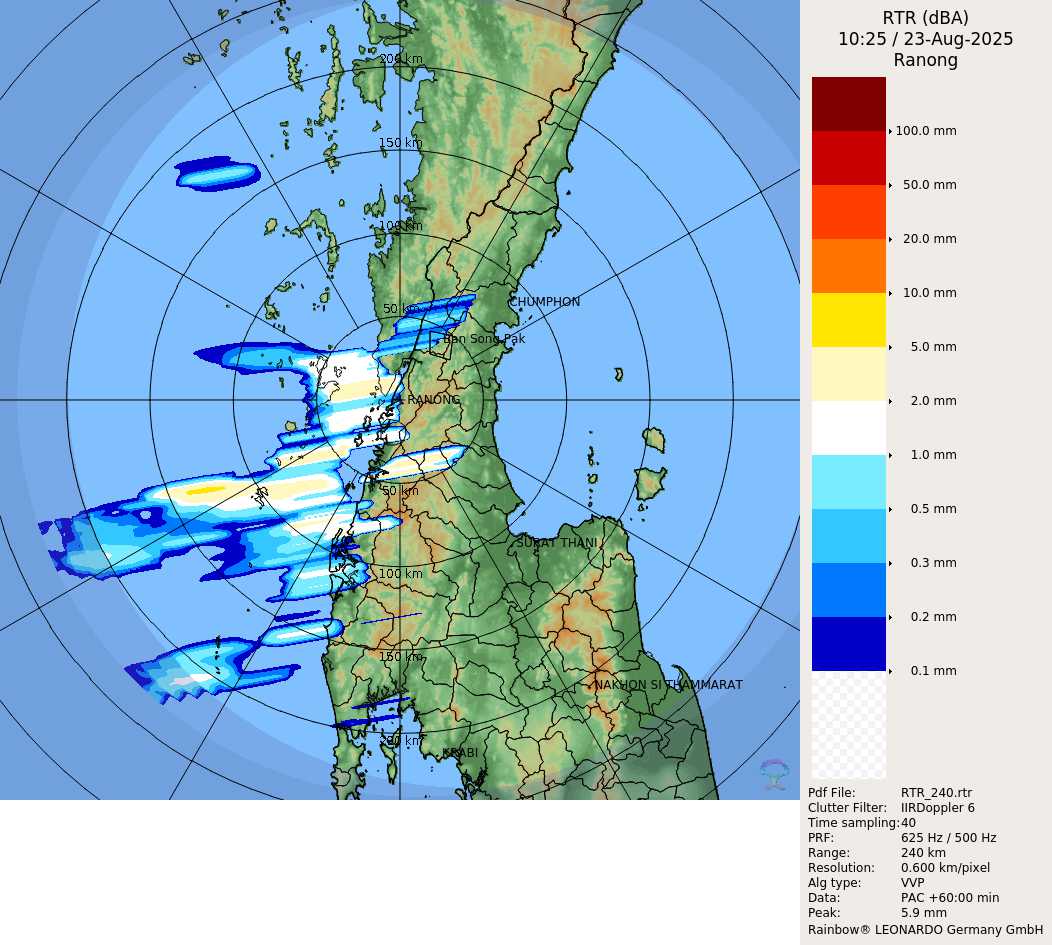 RTR (dBA)
10:25 / 23-Aug-2025
Ranong
200 km
150 km
100 km
50 km
CHUMPHON
Ban Song Pak
RANONG
50 km
SURAT THANI
100 km
150 km
NAKHON SI THAMMARAT
200 km
KRABI
100.0 mm
50.0 mm
20.0 mm
10.0 mm
5.0 mm
2.0 mm
1.0 mm
0.5 mm
0.3 mm
0.2 mm
0.1 mm
Pdf File: RTR_240.rtr
Clutter Filter: IIRDoppler 6
Time sampling:40
PRF: 625 Hz / 500 Hz
Range: 240 km
Resolution: 0.600 km/pixel
Alg type: VVP
Data: PAC +60:00 min
Peak: 5.9 mm
Rainbow® LEONARDO Germany GmbH